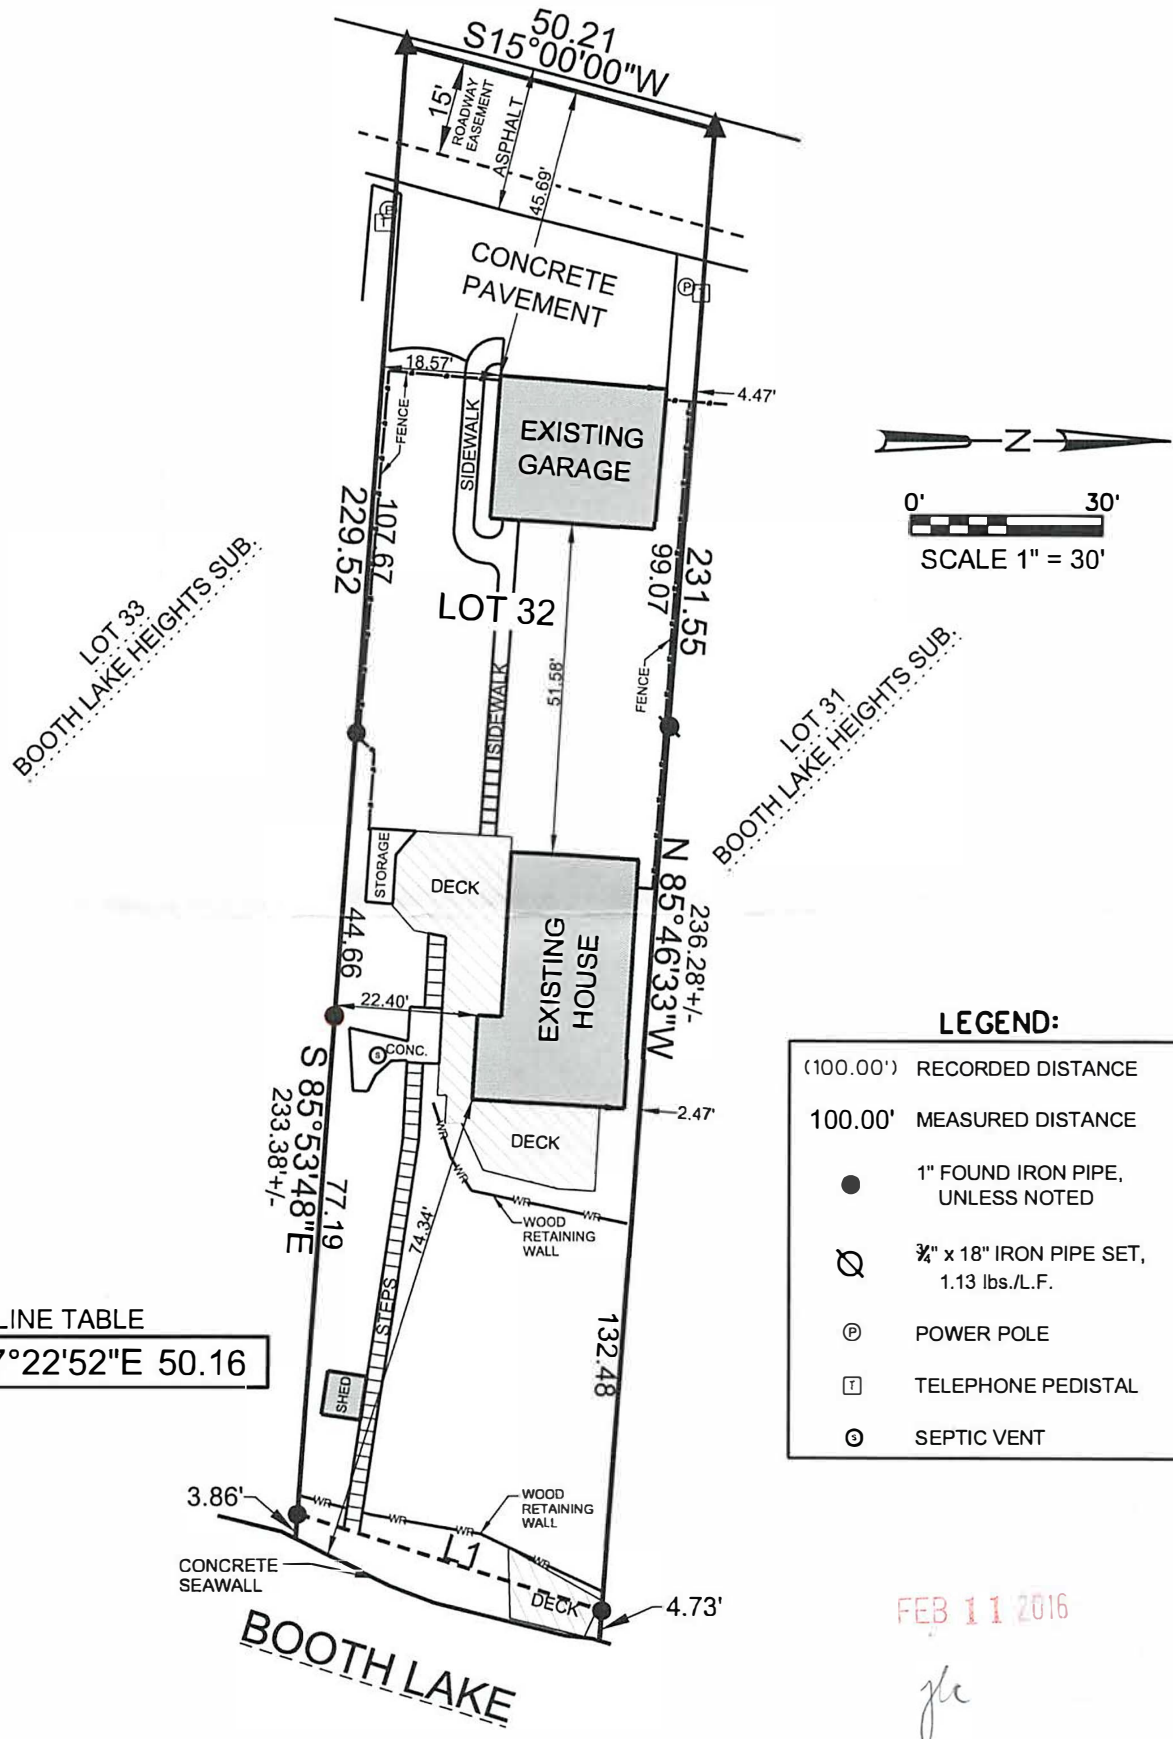 50.21
S15°00'00"W
15'
ROADWAY
EASEMENT
ASPHALT
45.69'
P
T
CONCRETE
PAVEMENT
P
T
18.57'
4.47'
FENCE
SIDEWALK
EXISTING
GARAGE
N
0' 30'
SCALE 1" = 30'
107.67
229.52
231.55
99.07
LOT 32
LOT 33
BOOTH LAKE HEIGHTS SUB.
SIDEWALK
51.58'
FENCE
LOT 31
BOOTH LAKE HEIGHTS SUB.
STORAGE
DECK
EXISTING
HOUSE
236.28'+/-
N 85°46'33"W
44.66
22.40'
S
CONC.
S 85°53'48"E
233.38'+/-
77.19
2.47'
DECK
WR
WR
WR
WR
WOOD
RETAINING
WALL
74.34'
STEPS
132.48
LEGEND:
(100.00') RECORDED DISTANCE
100.00' MEASURED DISTANCE
1" FOUND IRON PIPE,
UNLESS NOTED
¾" x 18" IRON PIPE SET,
1.13 lbs./L.F.
P POWER POLE
T TELEPHONE PEDISTAL
S SEPTIC VENT
LINE TABLE
7°22'52"E 50.16
SHED
3.86'
WR
WR
WR
WR
WOOD
RETAINING
WALL
L1
CONCRETE
SEAWALL
DECK
4.73'
BOOTH LAKE
FEB 11 2016